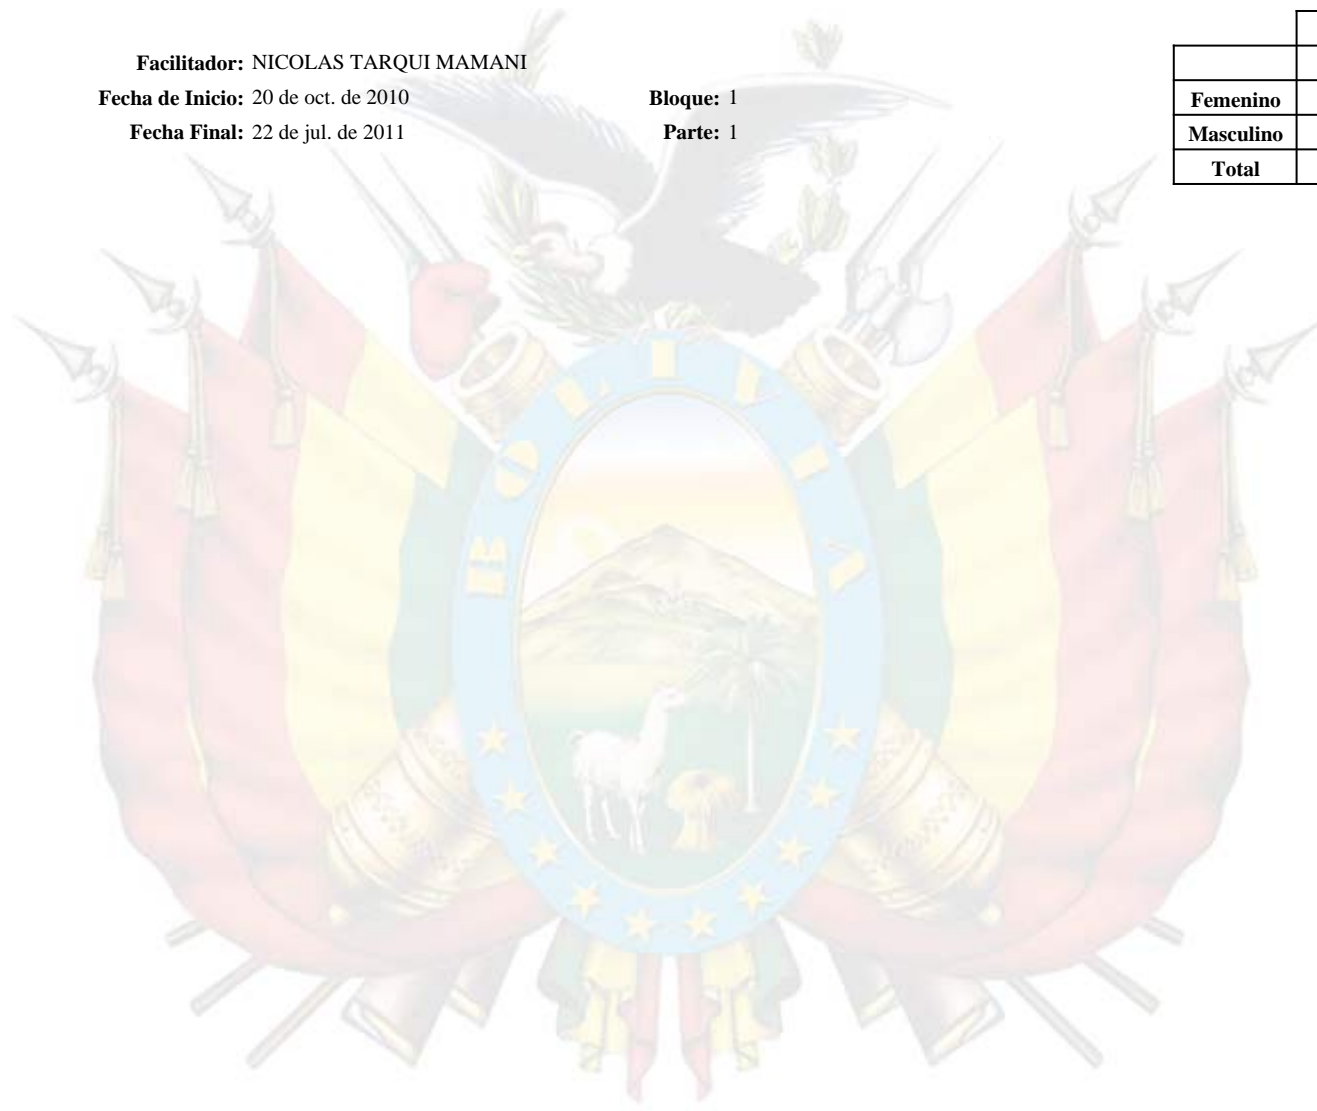 Facilitador: NICOLAS TARQUI MAMANI
Fecha de Inicio: 20 de oct. de 2010 Bloque: 1
Fecha Final: 22 de jul. de 2011 Parte: 1
Femenino
Masculino
Total
BOLIVIA